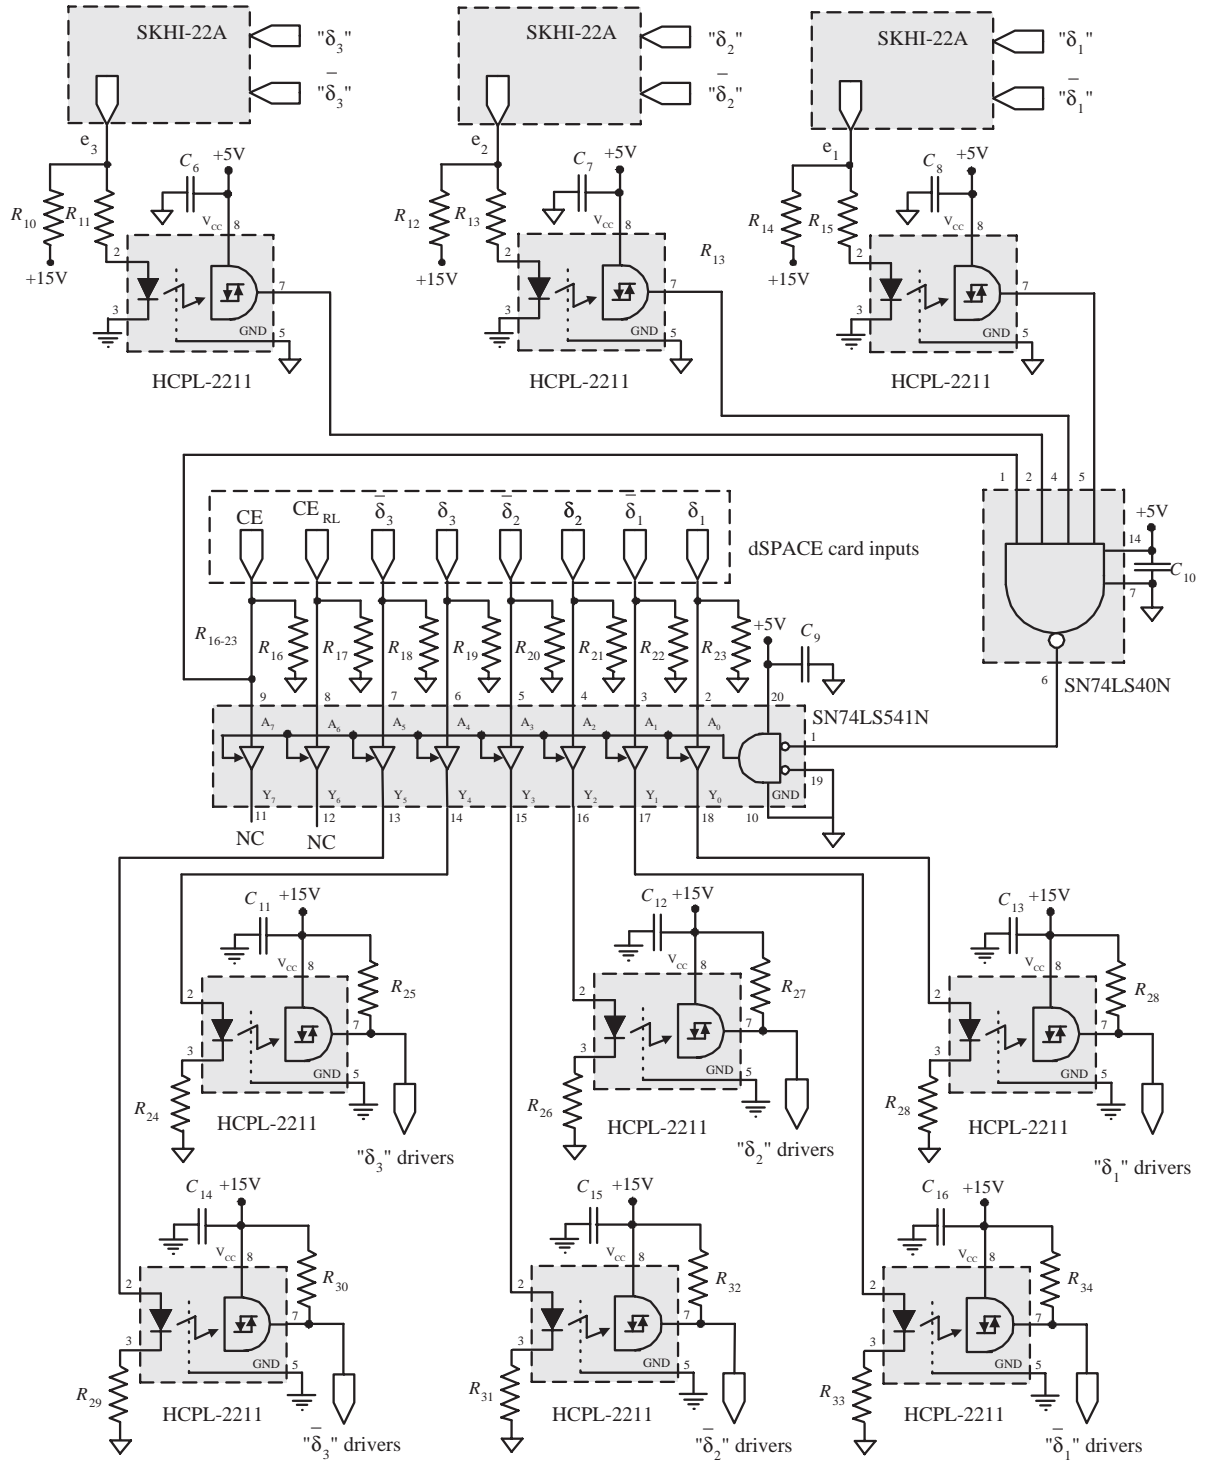 SKHI-22A "δ3" SKHI-22A "δ2" SKHI-22A "δ1"
"δ̄3" "δ̄2" "δ̄1"
e3 e2 e1
C6 +5V C7 +5V C8 +5V
R10 R11 VCC 8 R12 R13 VCC 8 R14 R15 VCC 8
R13
+15V 2 7 +15V 2 7 +15V 2 7
3 GND 5 3 GND 5 3 GND 5
HCPL-2211 HCPL-2211 HCPL-2211
1 2 4 5
+5V
14
C10
7
6
SN74LS40N
CE CERL δ̄3 δ3 δ̄2 δ2 δ̄1 δ1
dSPACE card inputs
R16-23 R16 R17 R18 R19 R20 R21 R22 R23 +5V C9
9 8 7 6 5 4 3 2 20
SN74LS541N
A7 A6 A5 A4 A3 A2 A1 A0 1
19
Y7 Y6 Y5 Y4 Y3 Y2 Y1 Y0 GND
11 12 13 14 15 16 17 18 10
NC NC
C11 +15V C12 +15V C13 +15V
VCC 8 VCC 8 VCC 8
R25 R27 R28
2 7 2 7 2 7
3 GND 5 3 GND 5 3 GND 5
R24 R26 R28
HCPL-2211 HCPL-2211 HCPL-2211
"δ3" drivers "δ2" drivers "δ1" drivers
C14 +15V C15 +15V C16 +15V
VCC 8 VCC 8 VCC 8
R30 R32 R34
2 7 2 7 2 7
3 GND 5 3 GND 5 3 GND 5
R29 R31 R33
HCPL-2211 HCPL-2211 HCPL-2211
"δ̄3" drivers "δ̄2" drivers "δ̄1" drivers